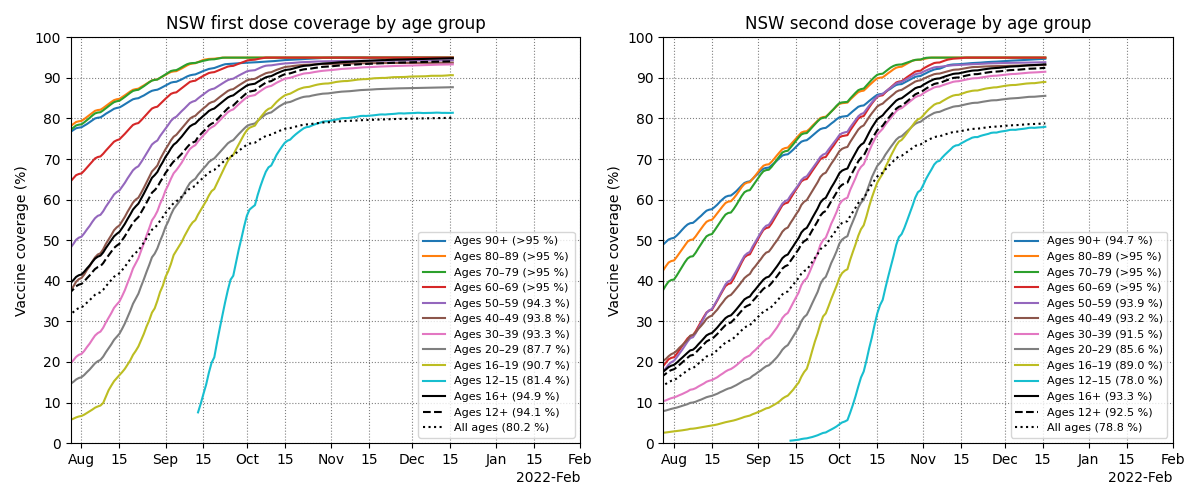 NSW first dose coverage by age group
Vaccine coverage (%)
100
90
80
70
60
50
40
30
20
10
0
Ages 90+ (>95 %)
Ages 80–89 (>95 %)
Ages 70–79 (>95 %)
Ages 60–69 (>95 %)
Ages 50–59 (94.3 %)
Ages 40–49 (93.8 %)
Ages 30–39 (93.3 %)
Ages 20–29 (87.7 %)
Ages 16–19 (90.7 %)
Ages 12–15 (81.4 %)
Ages 16+ (94.9 %)
Ages 12+ (94.1 %)
All ages (80.2 %)
Aug 15 Sep 15 Oct 15 Nov 15 Dec 15 Jan 15 Feb
2022-Feb
NSW second dose coverage by age group
Vaccine coverage (%)
100
90
80
70
60
50
40
30
20
10
0
Ages 90+ (94.7 %)
Ages 80–89 (>95 %)
Ages 70–79 (>95 %)
Ages 60–69 (>95 %)
Ages 50–59 (93.9 %)
Ages 40–49 (93.2 %)
Ages 30–39 (91.5 %)
Ages 20–29 (85.6 %)
Ages 16–19 (89.0 %)
Ages 12–15 (78.0 %)
Ages 16+ (93.3 %)
Ages 12+ (92.5 %)
All ages (78.8 %)
Aug 15 Sep 15 Oct 15 Nov 15 Dec 15 Jan 15 Feb
2022-Feb